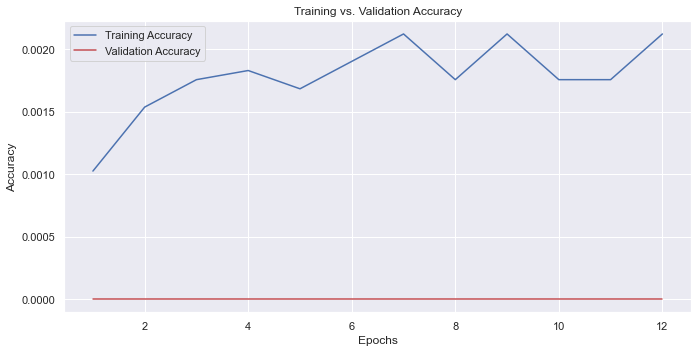 Training vs. Validation Accuracy
Training Accuracy
Validation Accuracy
0.0020
0.0015
0.0010
0.0005
0.0000
Accuracy
2 4 6 8 10 12
Epochs